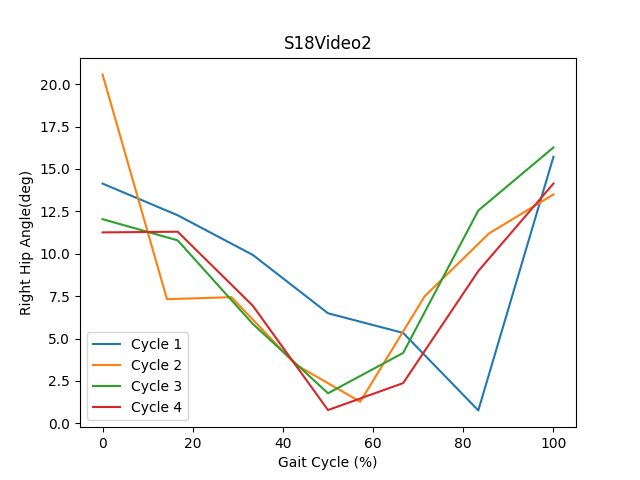 S18Video2
Right Hip Angle(deg)
20.0
17.5
15.0
12.5
10.0
7.5
5.0
2.5
0.0
Cycle 1
Cycle 2
Cycle 3
Cycle 4
0 20 40 60 80 100
Gait Cycle (%)